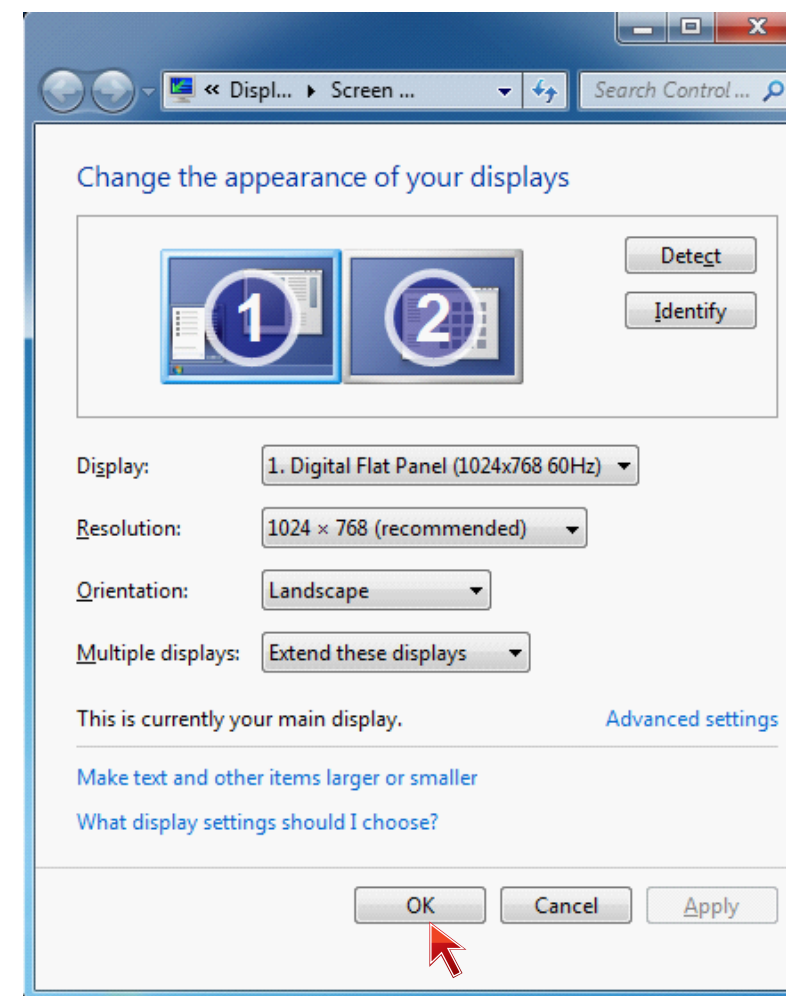 « Displ... Screen ... Search Control ...
Change the appearance of your displays
1 2
Detect
Identify
Display: 1. Digital Flat Panel (1024x768 60Hz)
Resolution: 1024 × 768 (recommended)
Orientation: Landscape
Multiple displays: Extend these displays
This is currently your main display. Advanced settings
Make text and other items larger or smaller
What display settings should I choose?
OK Cancel Apply